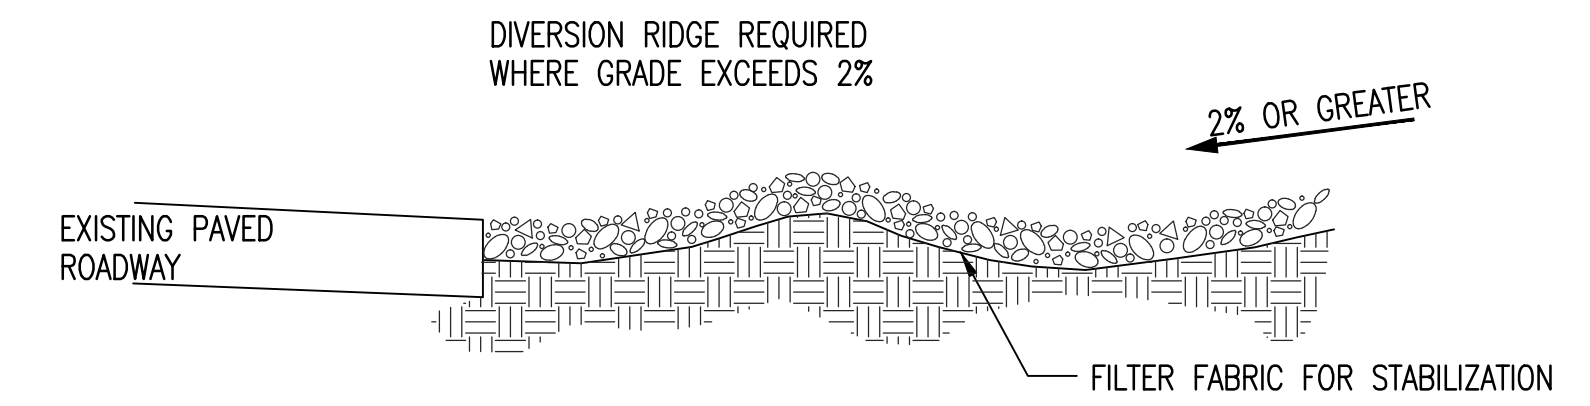 DIVERSION RIDGE REQUIRED
WHERE GRADE EXCEEDS 2%
2% OR GREATER
EXISTING PAVED
ROADWAY
FILTER FABRIC FOR STABILIZATION